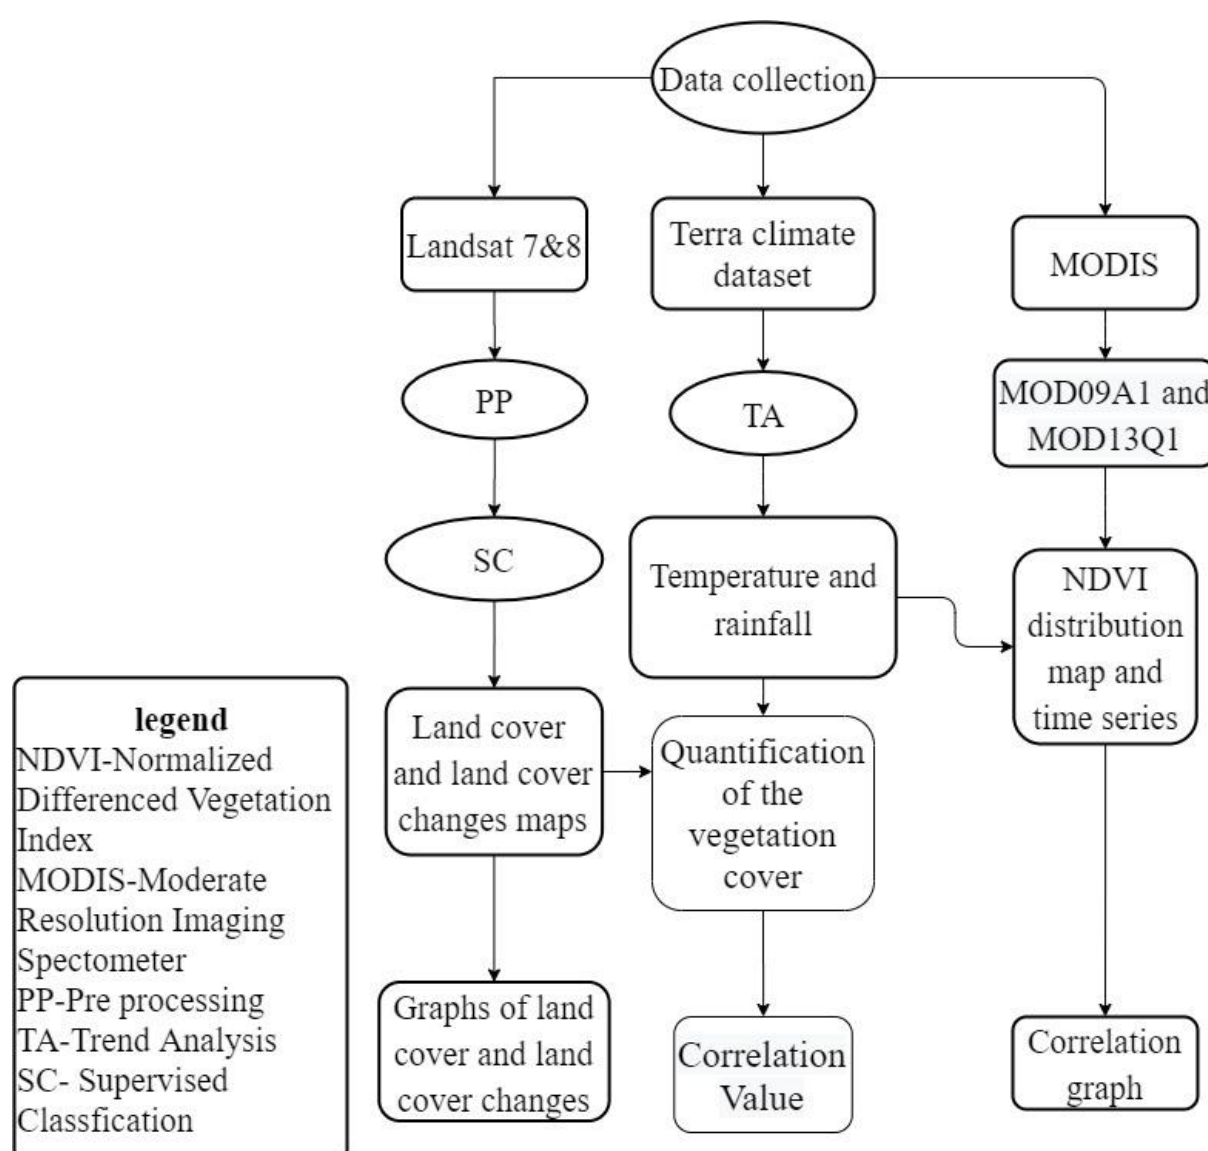 Data collection
Landsat 7&8
Terra climate
dataset
MODIS
PP
TA
MOD09A1 and
MOD13Q1
SC
Temperature and
rainfall
NDVI
distribution
map and
time series
Land cover
and land cover
changes maps
Quantification
of the
vegetation
cover
Graphs of land
cover and land
cover changes
Correlation
Value
Correlation
graph
legend
NDVI-Normalized
Differenced Vegetation
Index
MODIS-Moderate
Resolution Imaging
Spectometer
PP-Pre processing
TA-Trend Analysis
SC- Supervised
Classfication